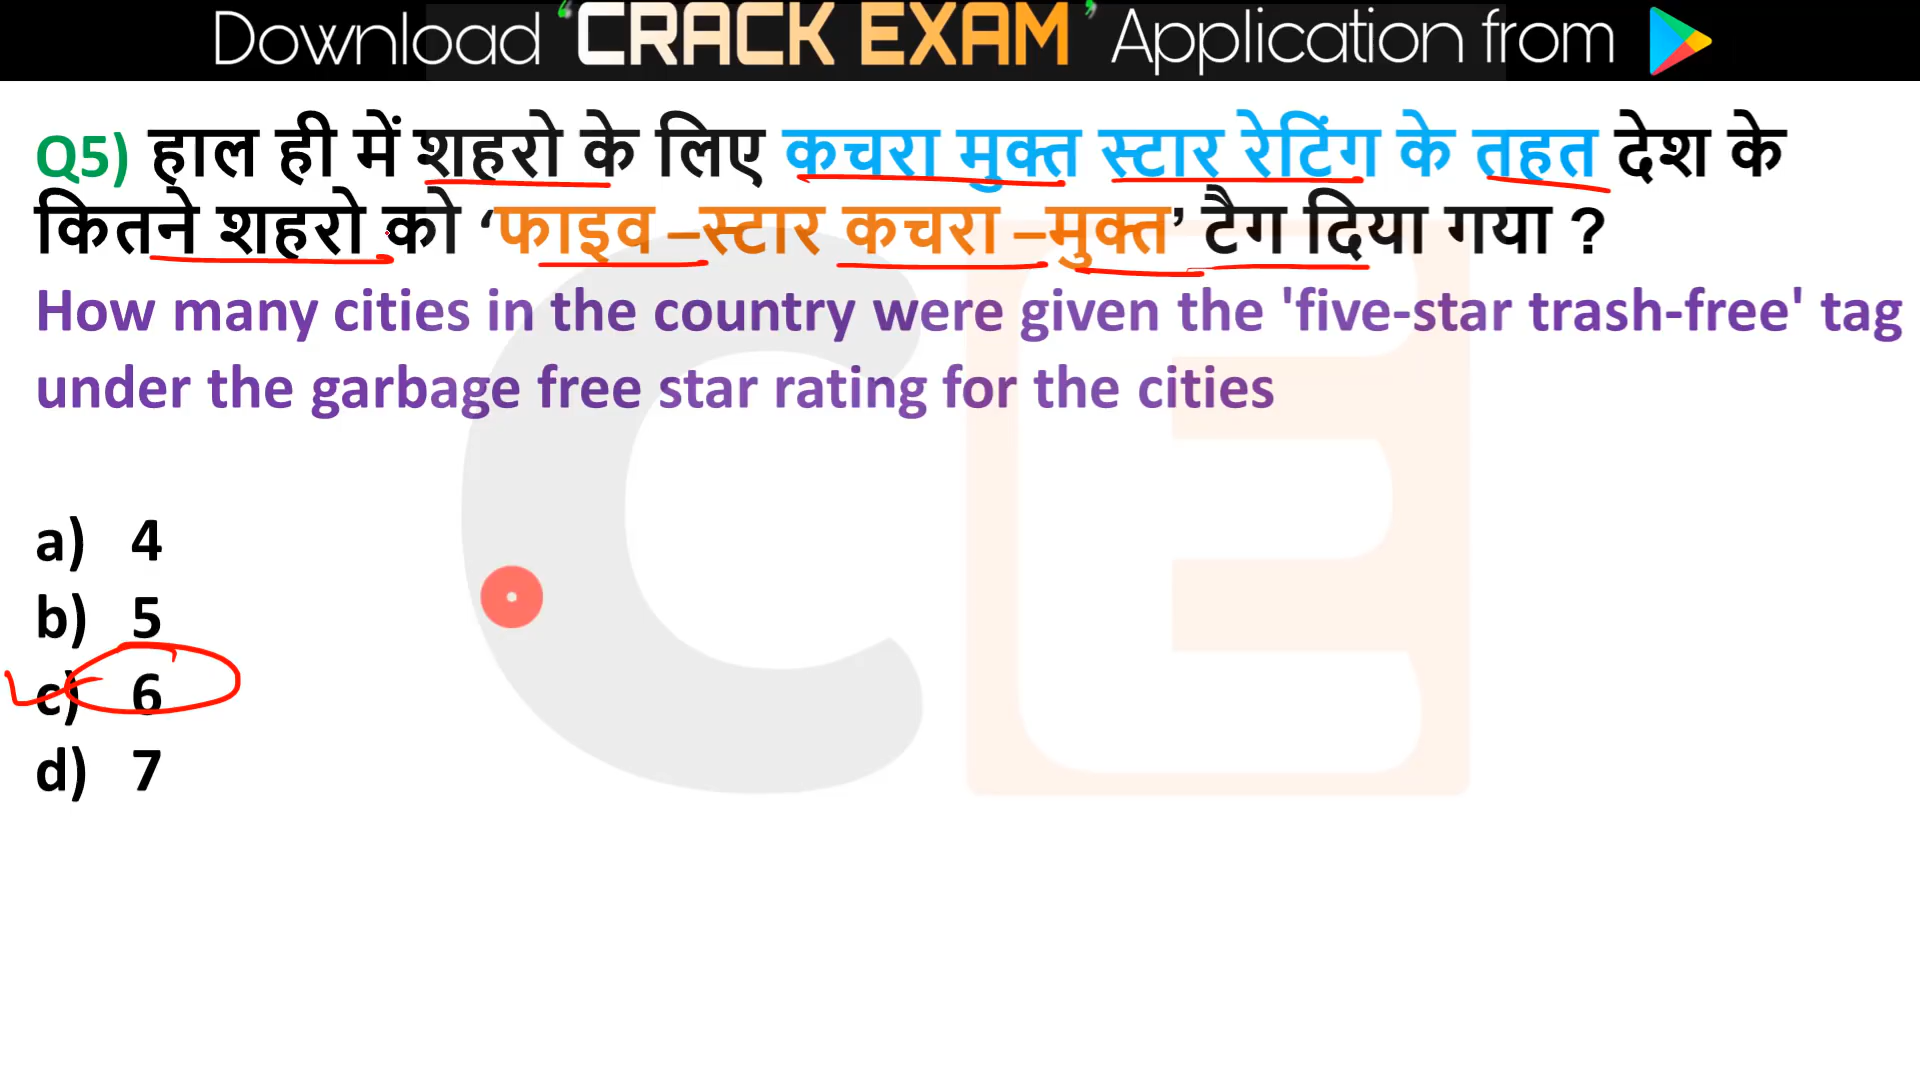 Download ‘CRACK EXAM’ Application from
Q5) हाल ही में शहरो के लिए कचरा मुक्त स्टार रेटिंग के तहत देश के
कितने शहरो को ‘फाइव –स्टार कचरा –मुक्त’ टैग दिया गया ?
How many cities in the country were given the 'five-star trash-free' tag
under the garbage free star rating for the cities
a) 4
b) 5
c) 6
d) 7
CE